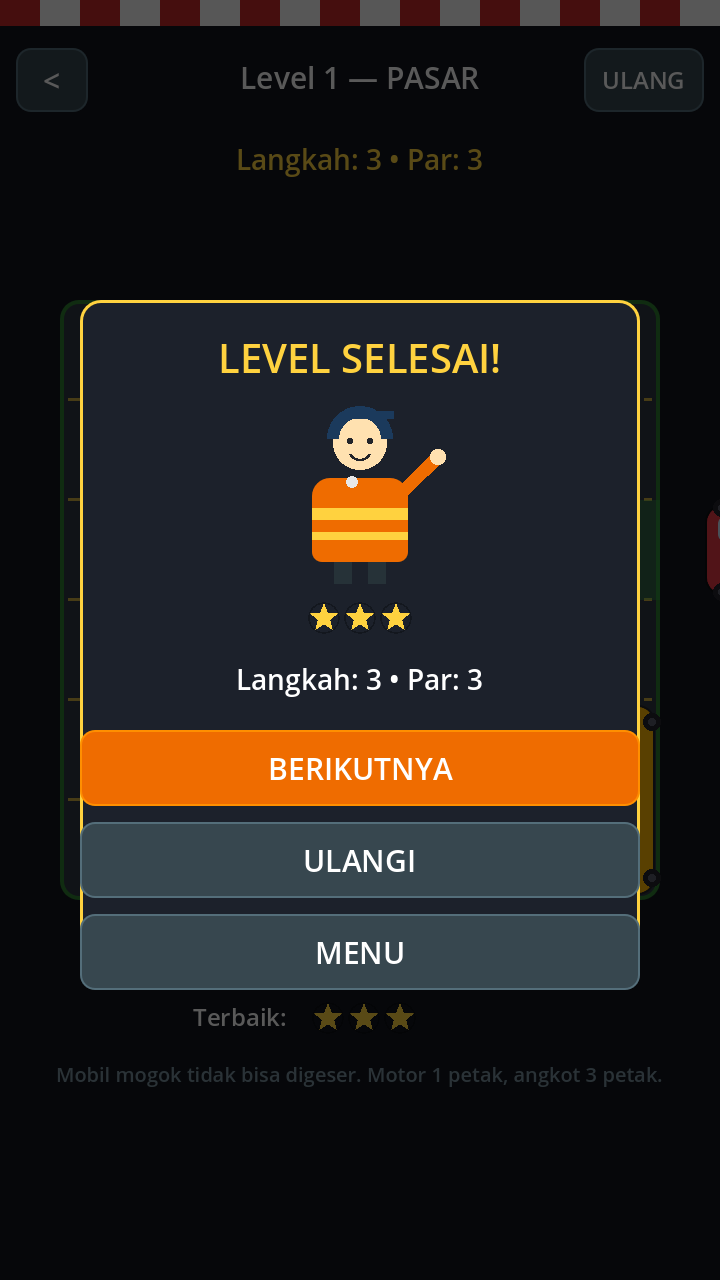 <
Level 1 — PASAR
ULANG
Langkah: 3 • Par: 3
LEVEL SELESAI!
Langkah: 3 • Par: 3
BERIKUTNYA
ULANGI
MENU
Terbaik:
Mobil mogok tidak bisa digeser. Motor 1 petak, angkot 3 petak.